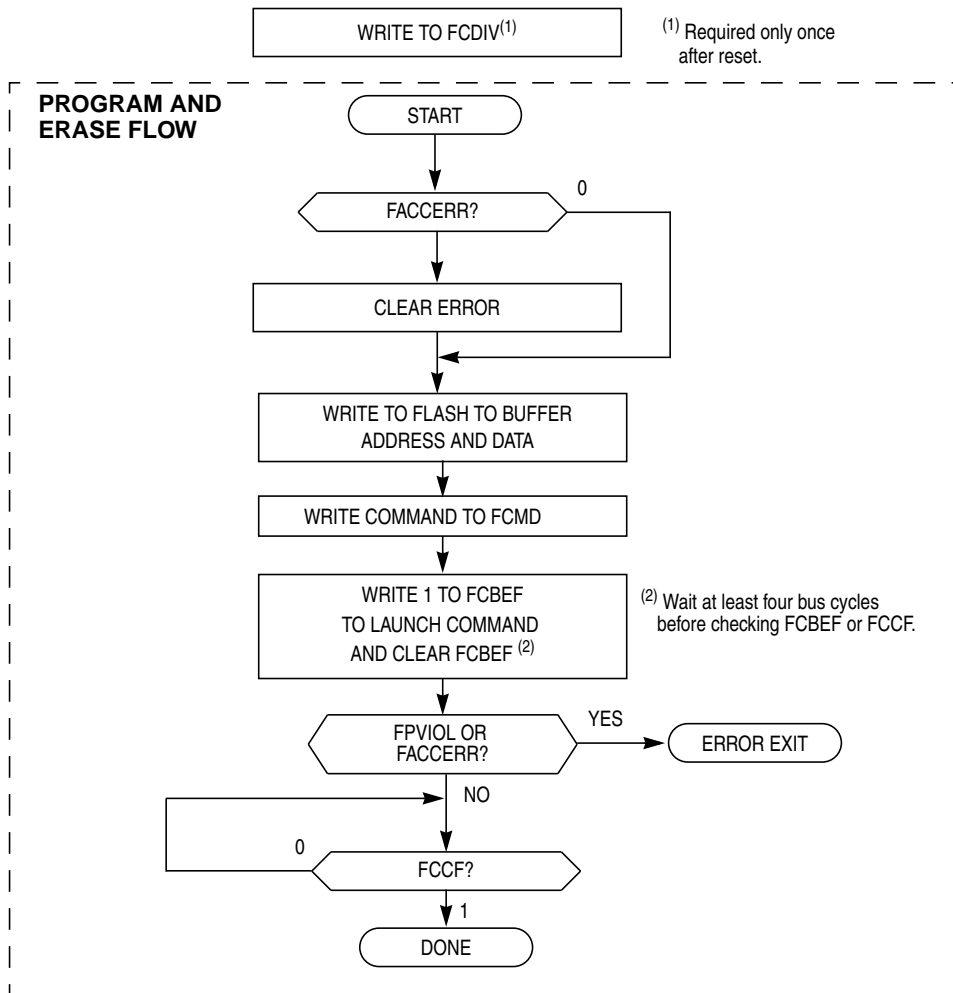 WRITE TO FCDIV(1)
(1) Required only once
after reset.
PROGRAM AND
ERASE FLOW
START
0
FACCERR?
CLEAR ERROR
WRITE TO FLASH TO BUFFER
ADDRESS AND DATA
WRITE COMMAND TO FCMD
WRITE 1 TO FCBEF
TO LAUNCH COMMAND
AND CLEAR FCBEF (2)
(2) Wait at least four bus cycles
before checking FCBEF or FCCF.
FPVIOL OR
FACCERR?
YES
ERROR EXIT
NO
0
FCCF?
1
DONE